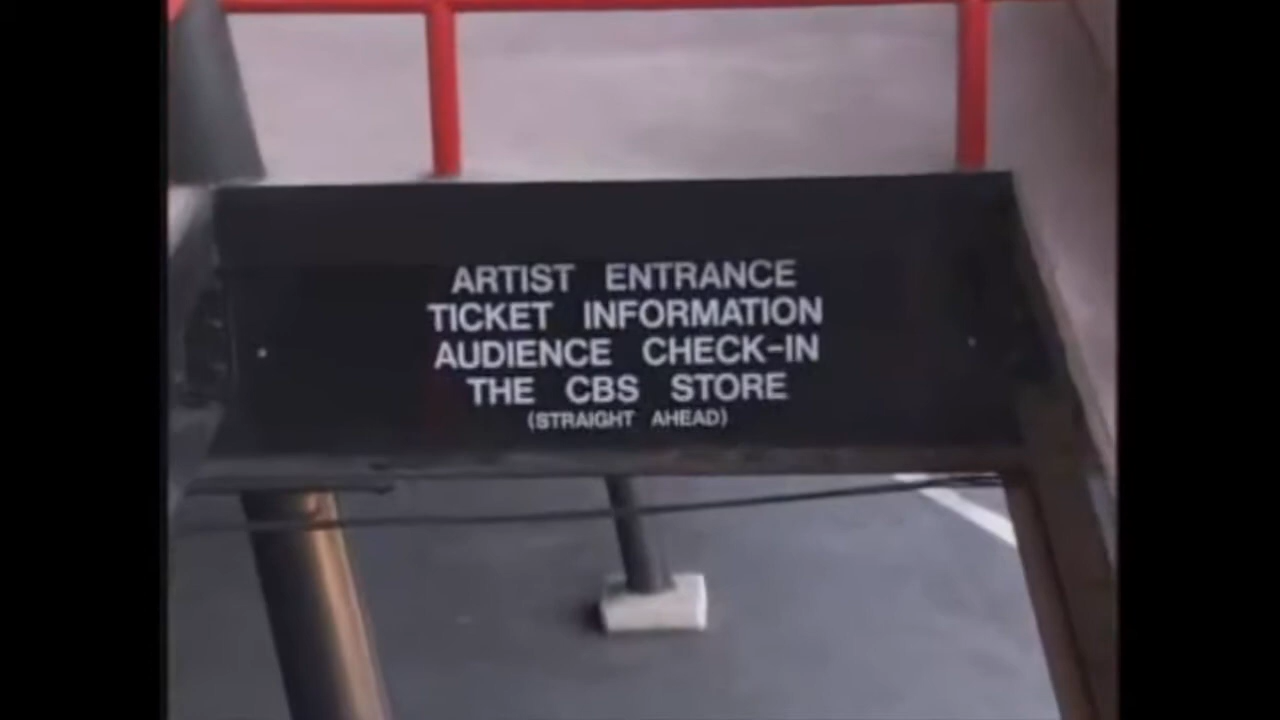 ARTIST ENTRANCE
TICKET INFORMATION
AUDIENCE CHECK-IN
THE CBS STORE
(STRAIGHT AHEAD)